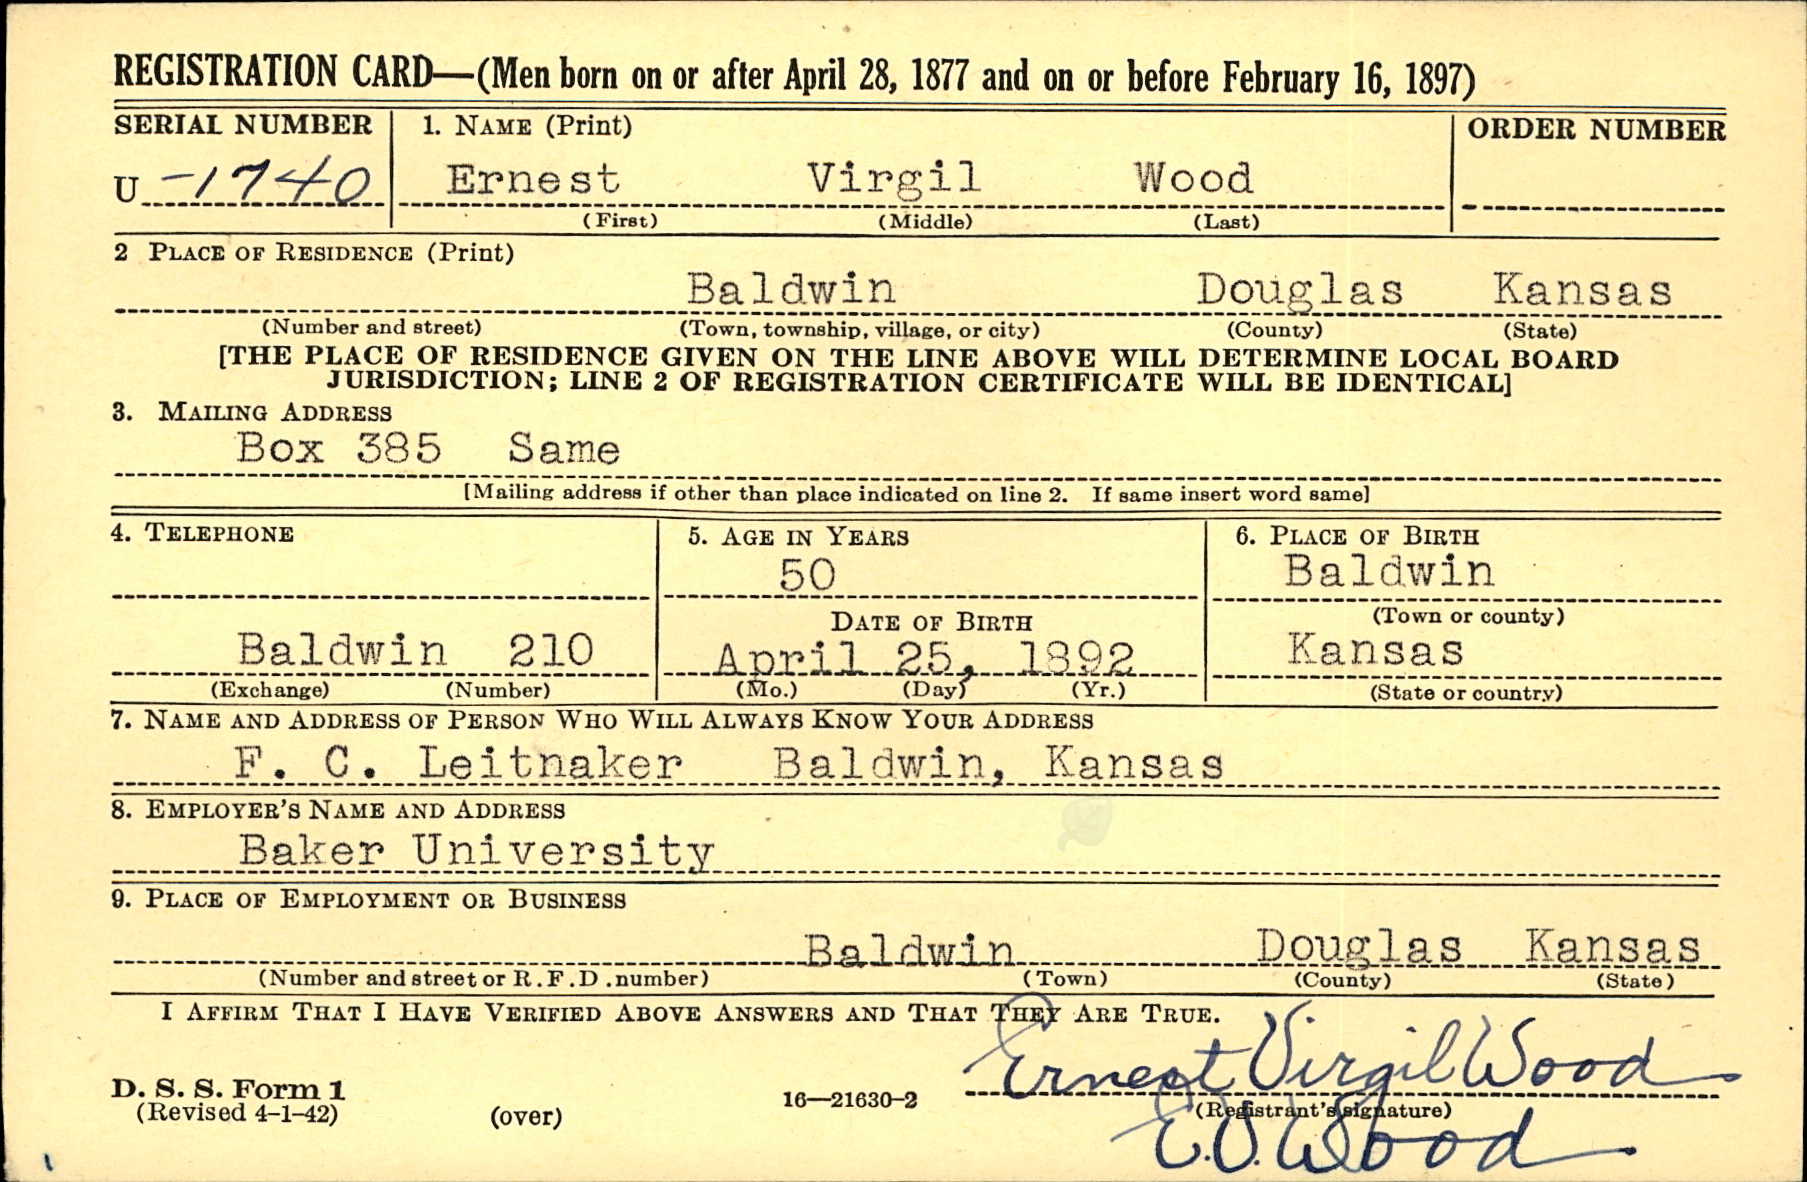 REGISTRATION CARD—(Men born on or after April 28, 1877 and on or before February 16, 1897)
SERIAL NUMBER 1. NAME (Print) ORDER NUMBER
U -1740 Ernest Virgil Wood
(First) (Middle) (Last)
2 PLACE OF RESIDENCE (Print)
Baldwin Douglas Kansas
(Number and street) (Town, township, village, or city) (County) (State)
[THE PLACE OF RESIDENCE GIVEN ON THE LINE ABOVE WILL DETERMINE LOCAL BOARD
JURISDICTION; LINE 2 OF REGISTRATION CERTIFICATE WILL BE IDENTICAL]
3. MAILING ADDRESS
Box 385 Same
[Mailing address if other than place indicated on line 2. If same insert word same]
4. TELEPHONE 5. AGE IN YEARS 6. PLACE OF BIRTH
50 Baldwin
DATE OF BIRTH (Town or county)
Baldwin 210 April 25, 1892 Kansas
(Exchange) (Number) (Mo.) (Day) (Yr.) (State or country)
7. NAME AND ADDRESS OF PERSON WHO WILL ALWAYS KNOW YOUR ADDRESS
F. C. Leitnaker Baldwin, Kansas
8. EMPLOYER'S NAME AND ADDRESS
Baker University
9. PLACE OF EMPLOYMENT OR BUSINESS
Baldwin Douglas Kansas
(Number and street or R.F.D. number) (Town) (County) (State)
I AFFIRM THAT I HAVE VERIFIED ABOVE ANSWERS AND THAT THEY ARE TRUE.
Ernest Virgil Wood
D. S. S. Form 1
(Revised 4-1-42) (over) 16—21630-2 (Registrant's signature)
E.V. Wood